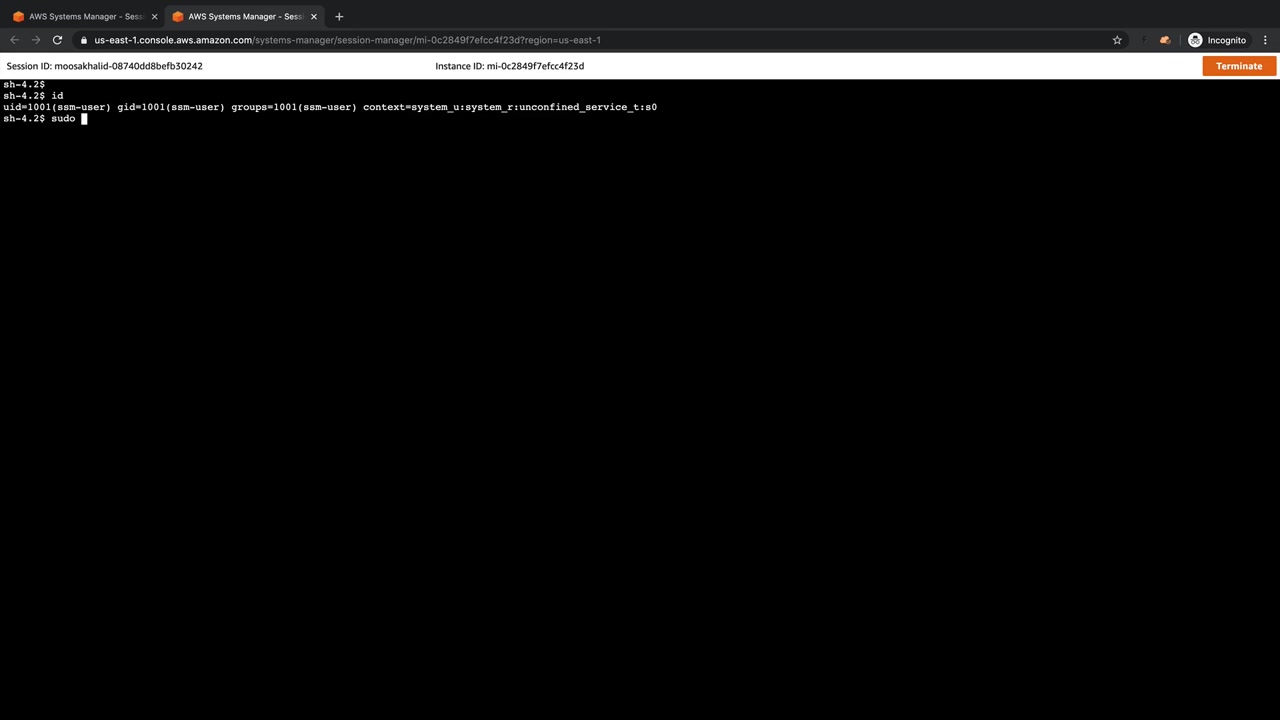 AWS Systems Manager - Sessi
AWS Systems Manager - Sessi
us-east-1.console.aws.amazon.com/systems-manager/session-manager/mi-0c2849f7efcc4f23d?region=us-east-1
Incognito
Session ID: moosakhalid-08740dd8befb30242
Instance ID: mi-0c2849f7efcc4f23d
Terminate
sh-4.2$
sh-4.2$ id
uid=1001(ssm-user) gid=1001(ssm-user) groups=1001(ssm-user) context=system_u:system_r:unconfined_service_t:s0
sh-4.2$ sudo